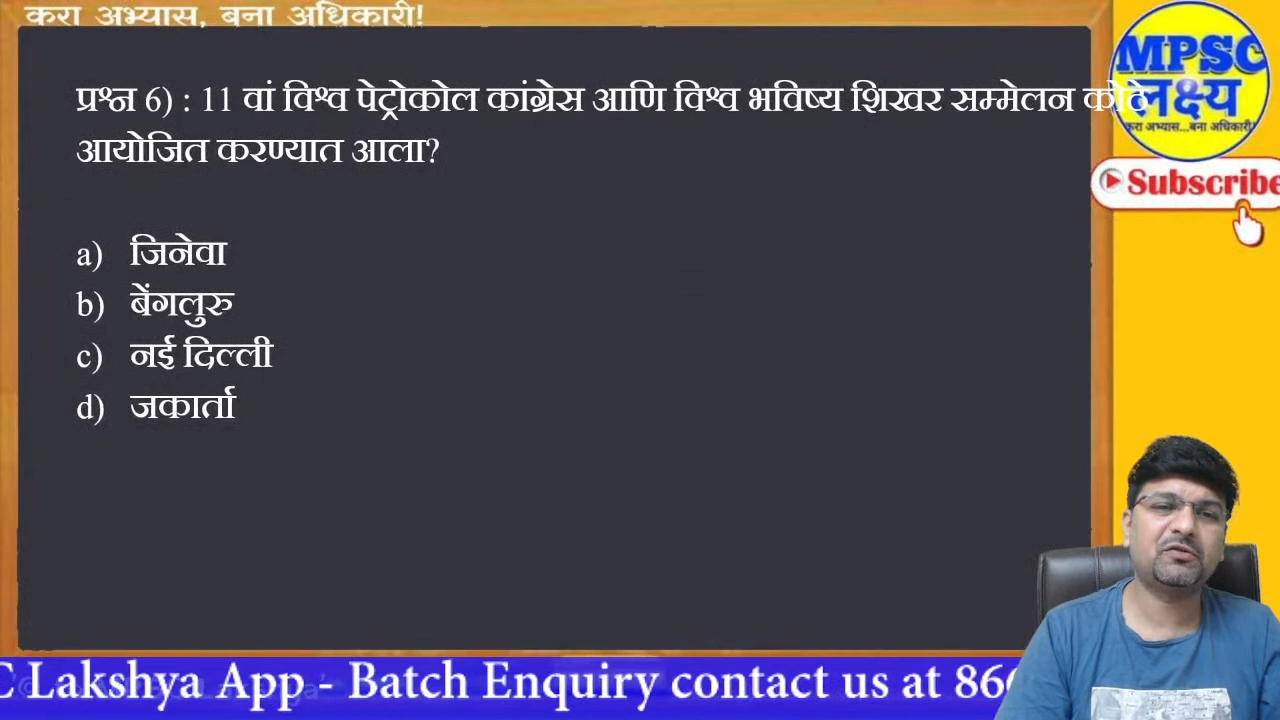 करा अभ्यास, बना अधिकारी!
MPSC
लक्ष्य
करा अभ्यास...बना अधिकारी!
Subscribe
प्रश्न 6) : 11 वां विश्व पेट्रोकोल कांग्रेस आणि विश्व भविष्य शिखर सम्मेलन कोठे
आयोजित करण्यात आला?
a) जिनेवा
b) बेंगलुरु
c) नई दिल्ली
d) जकार्ता
C Lakshya App - Batch Enquiry contact us at 866